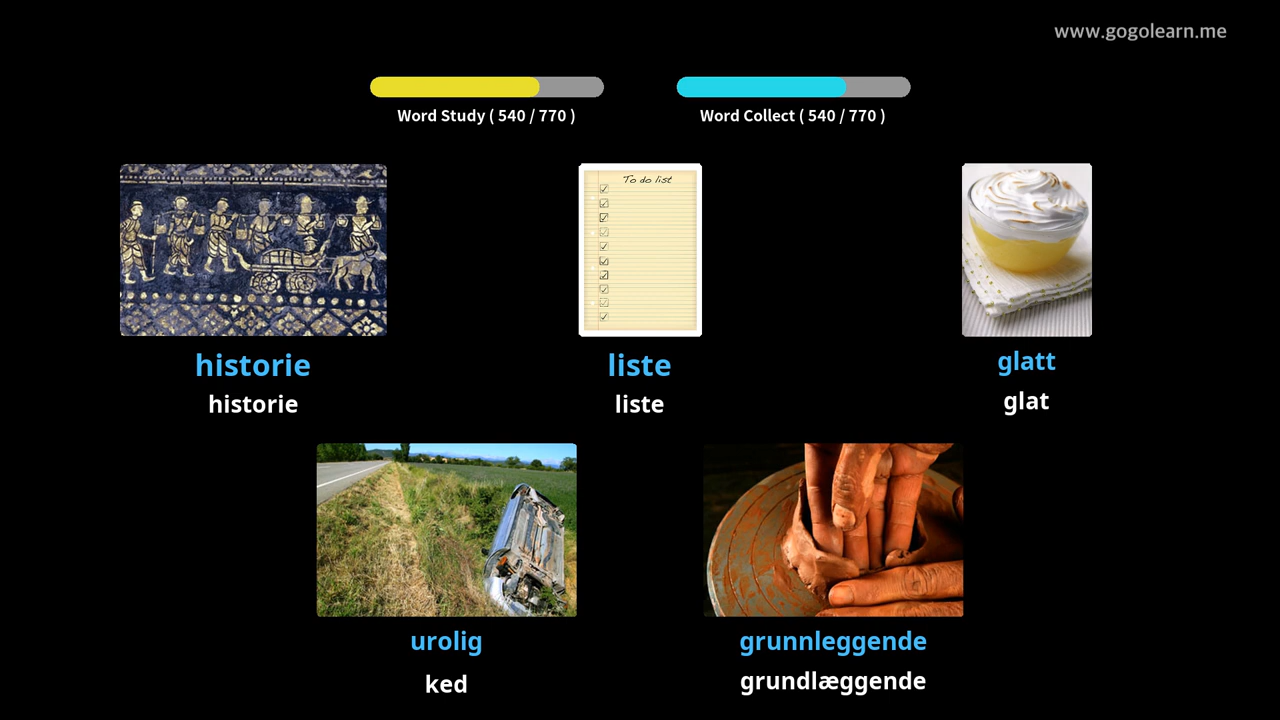 www.gogolearn.me
Word Study ( 540 / 770 )
Word Collect ( 540 / 770 )
To do list
historie
historie
liste
liste
glatt
glat
urolig
ked
grunnleggende
grundlæggende